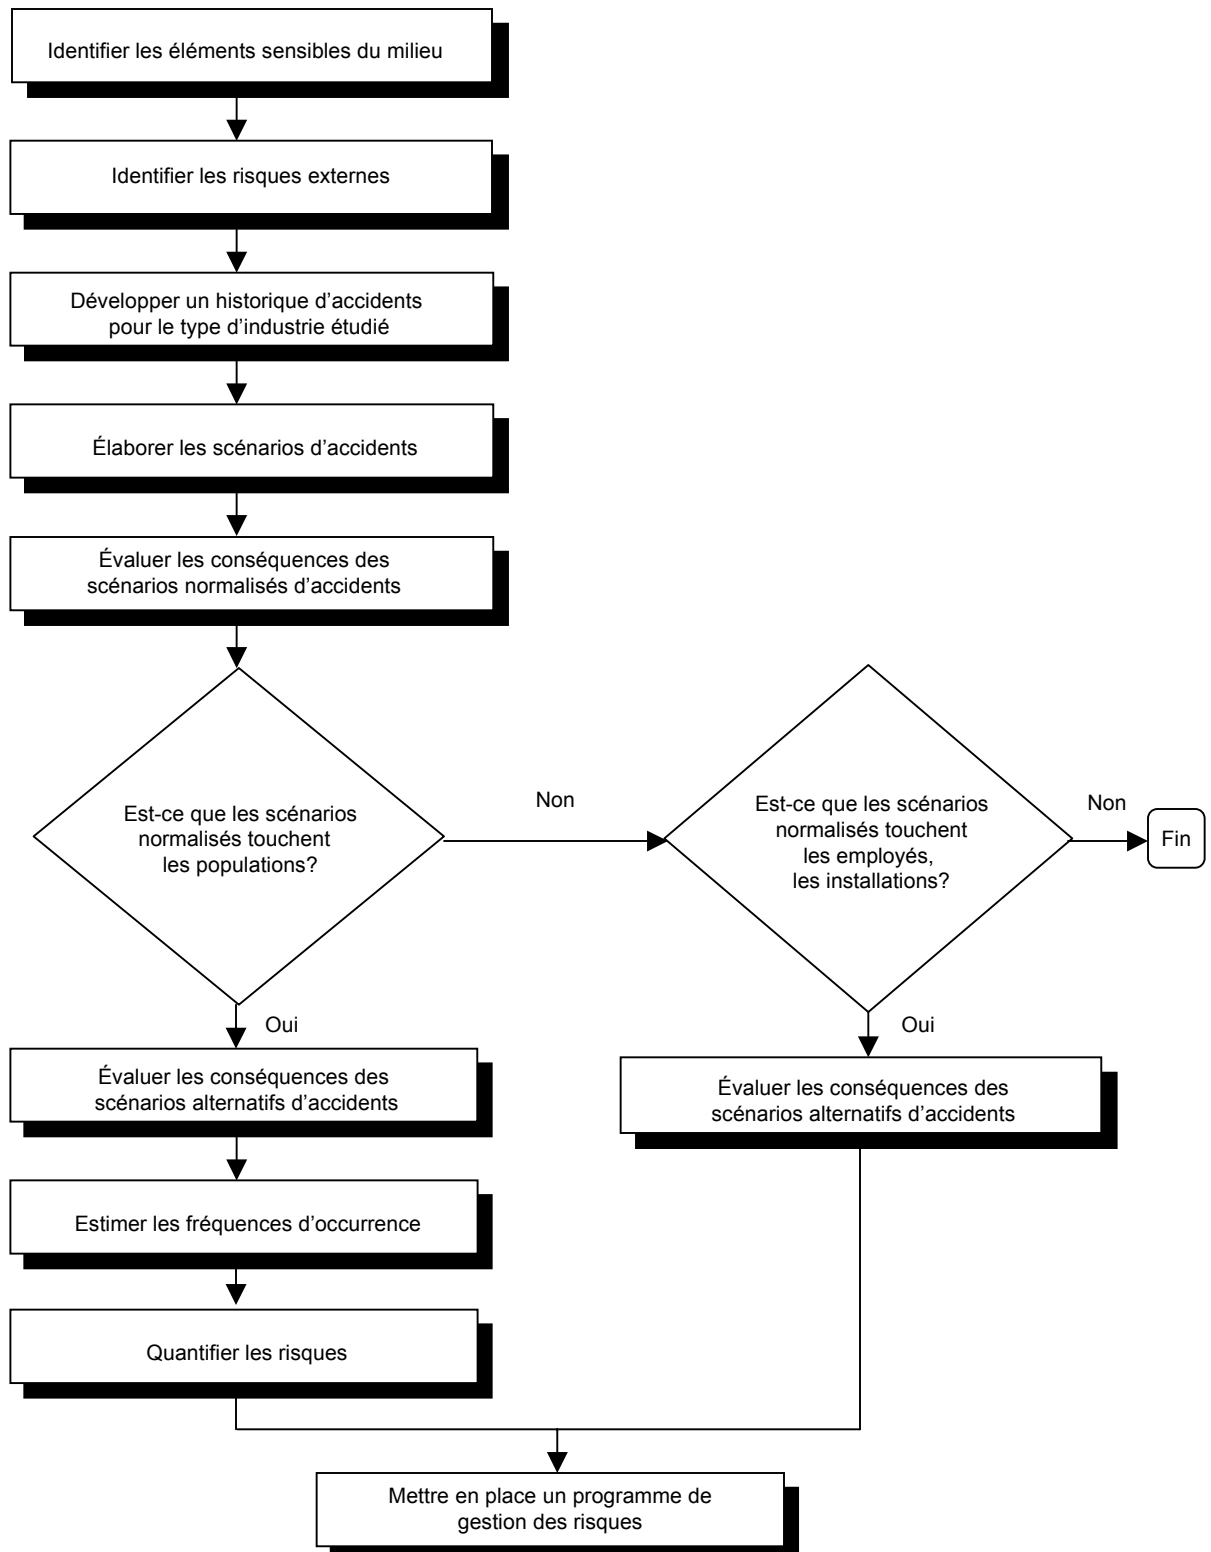 Identifier les éléments sensibles du milieu
Identifier les risques externes
Développer un historique d’accidents
pour le type d’industrie étudié
Élaborer les scénarios d’accidents
Évaluer les conséquences des
scénarios normalisés d’accidents
Est-ce que les scénarios
normalisés touchent
les populations?
Non
Est-ce que les scénarios
normalisés touchent
les employés,
les installations?
Non
Fin
Oui
Oui
Évaluer les conséquences des
scénarios alternatifs d’accidents
Évaluer les conséquences des
scénarios alternatifs d’accidents
Estimer les fréquences d’occurrence
Quantifier les risques
Mettre en place un programme de
gestion des risques